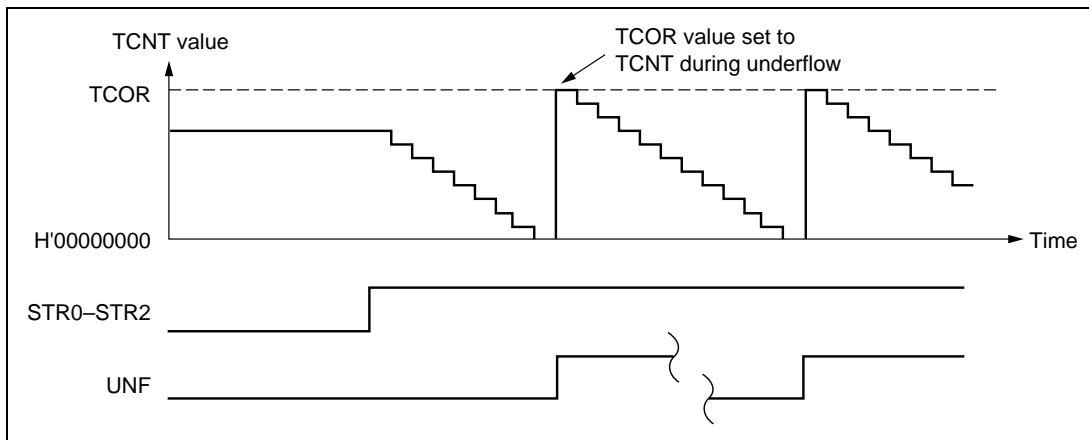 TCNT value
TCOR value set to
TCNT during underflow
TCOR
H'00000000
Time
STR0–STR2
UNF